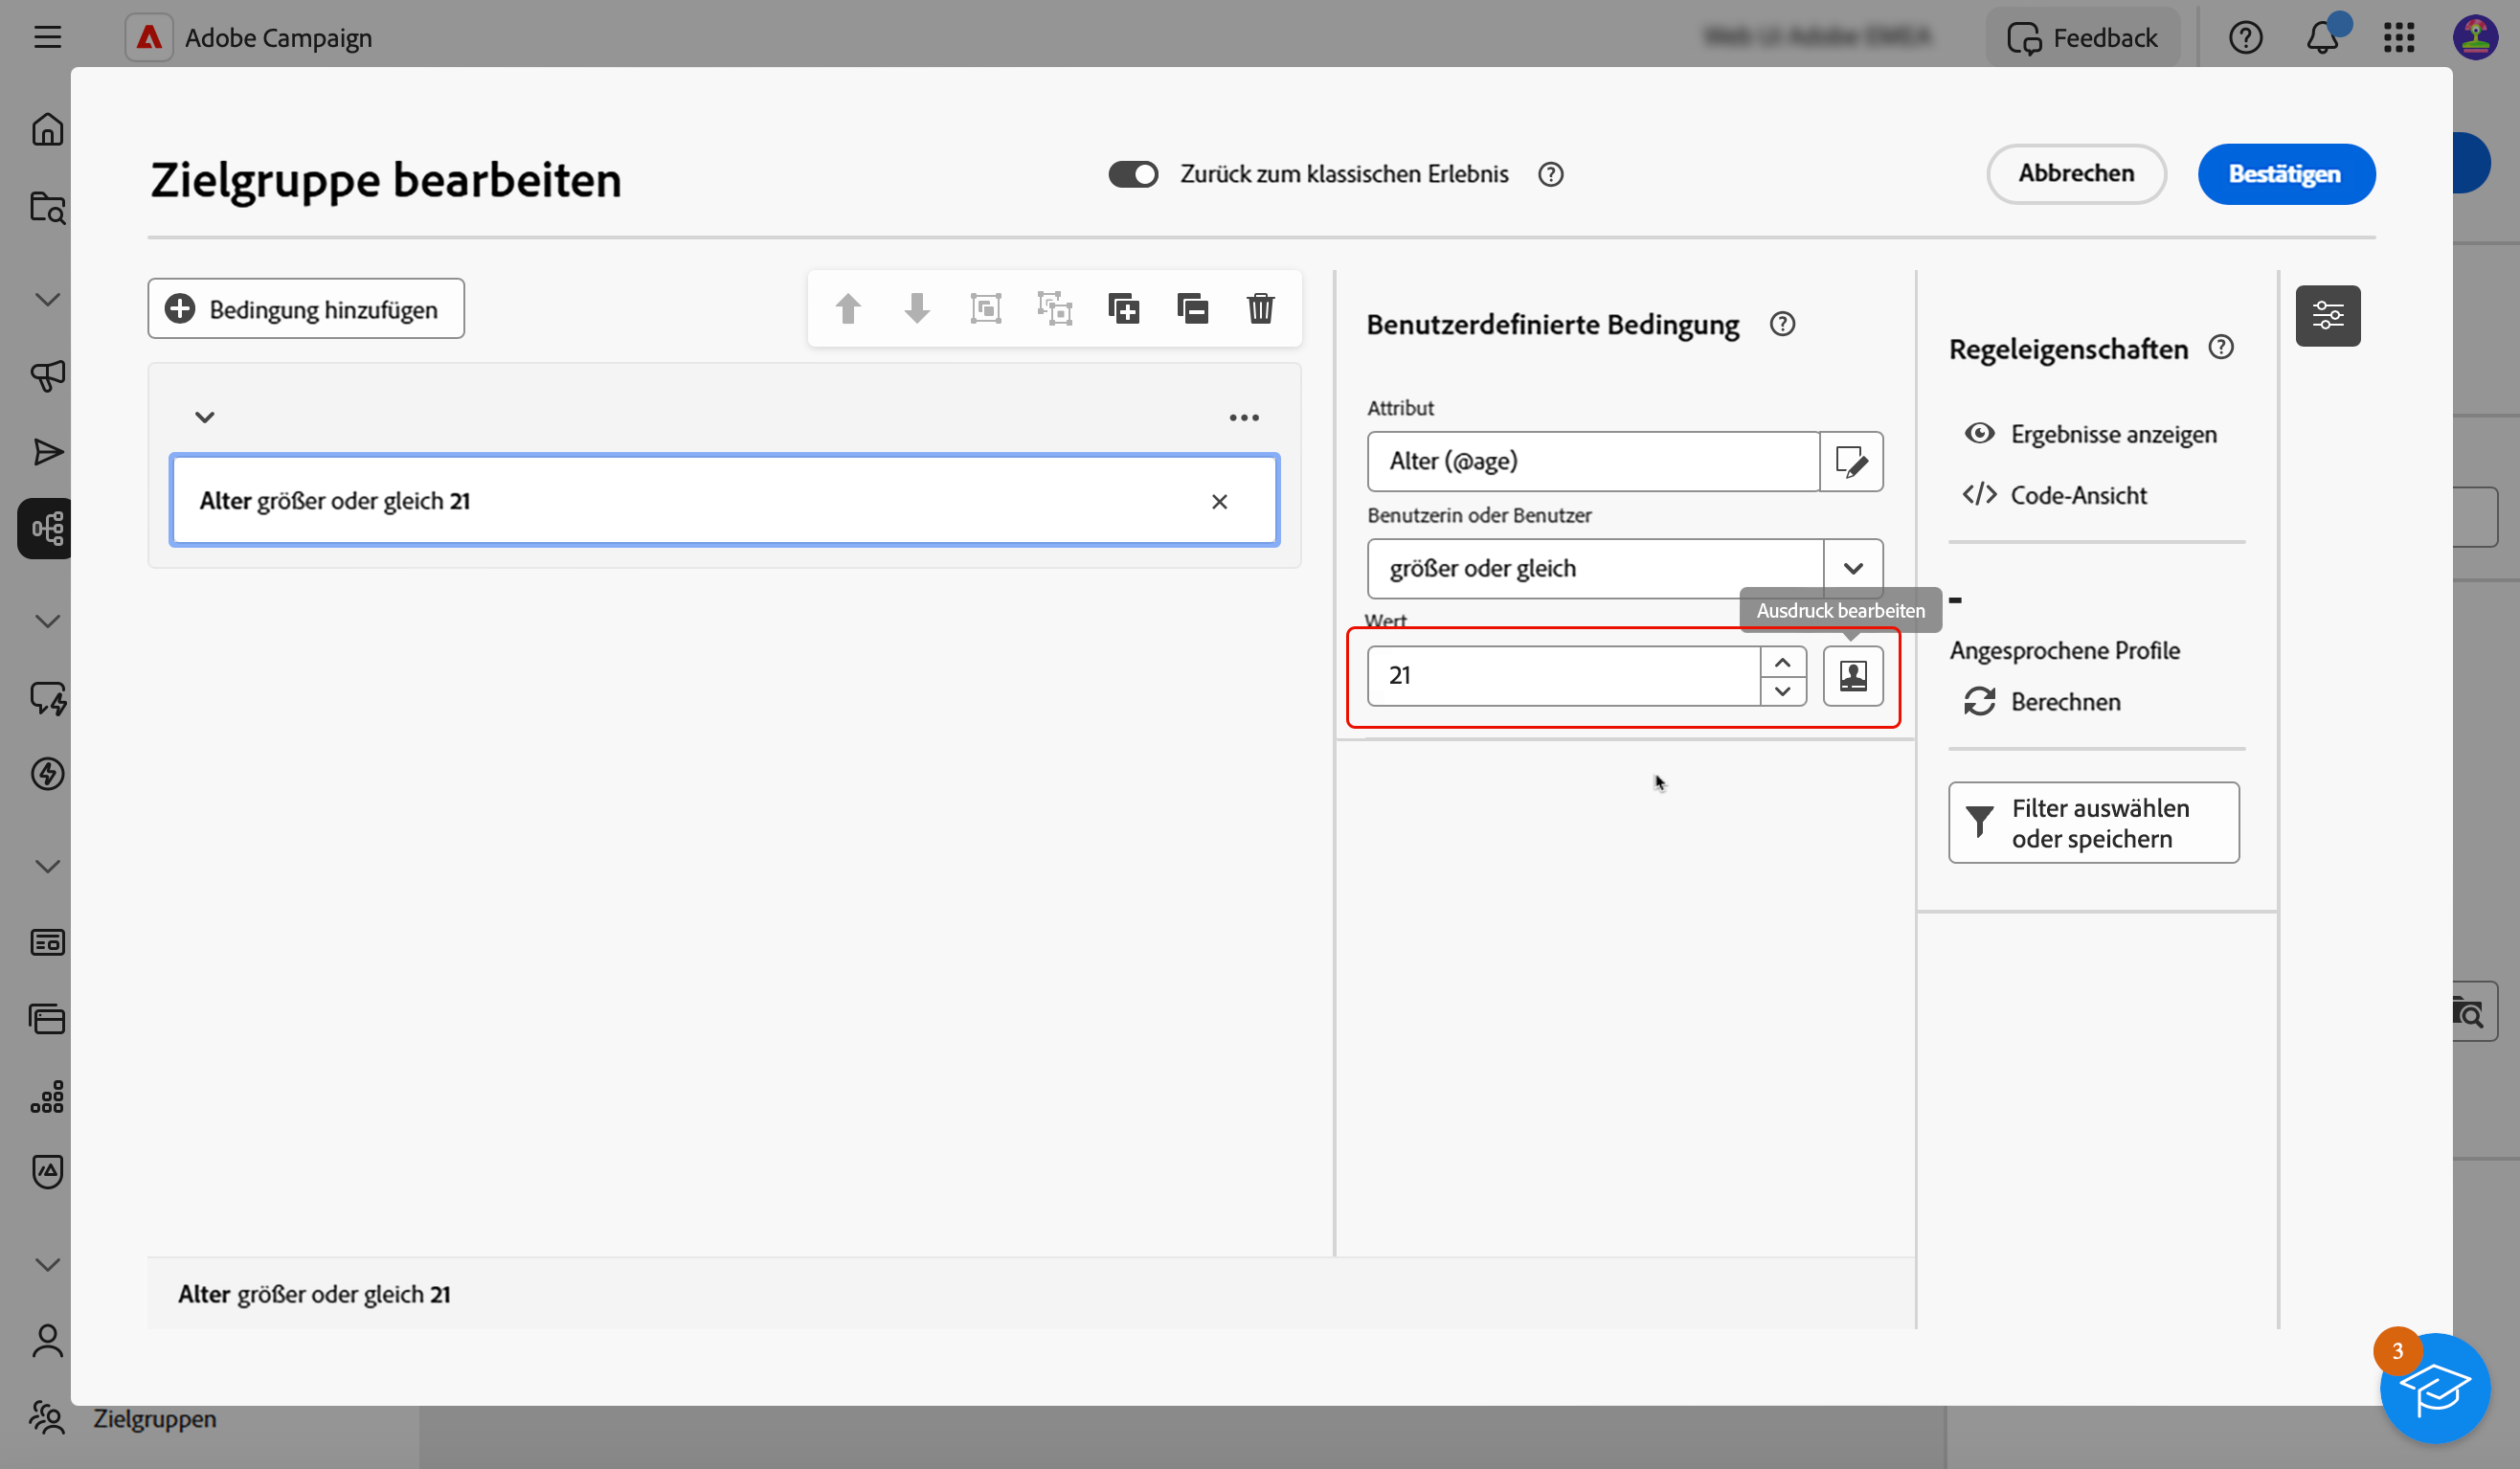 Adobe Campaign
Feedback
Zielgruppe bearbeiten
Zurück zum klassischen Erlebnis
Abbrechen
Bestätigen
Bedingung hinzufügen
Alter größer oder gleich 21
Benutzerdefinierte Bedingung
Attribut
Alter (@age)
Benutzerin oder Benutzer
größer oder gleich
Ausdruck bearbeiten
Wert
21
Regeleigenschaften
Ergebnisse anzeigen
Code-Ansicht
-
Angesprochene Profile
Berechnen
Filter auswählen
oder speichern
Alter größer oder gleich 21
3
Zielgruppen